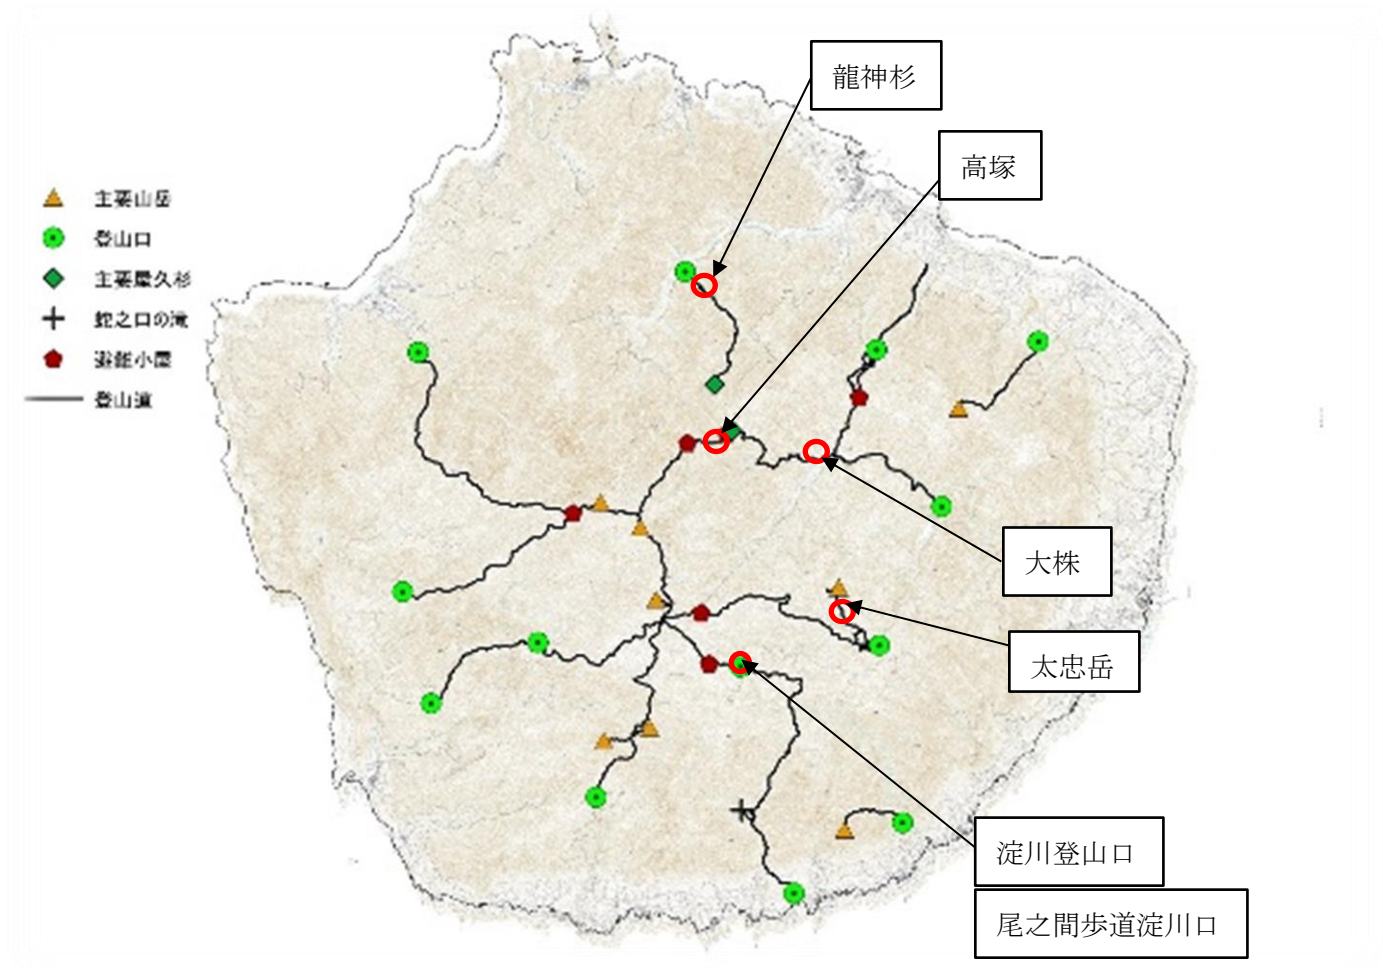 龍神杉
高塚
主要山岳
登山口
主要屋久杉
蛇之口の滝
避難小屋
登山道
大株
太忠岳
淀川登山口
尾之間歩道淀川口